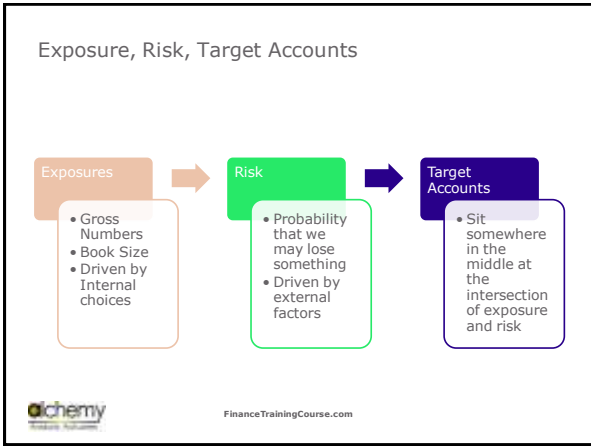 Exposure, Risk, Target Accounts
Exposures
• Gross
Numbers
• Book Size
• Driven by
Internal
choices
Risk
• Probability
that we
may lose
something
• Driven by
external
factors
Target
Accounts
• Sit
somewhere
in the
middle at
the
intersection
of exposure
and risk
alchemy
FinanceTrainingCourse.com